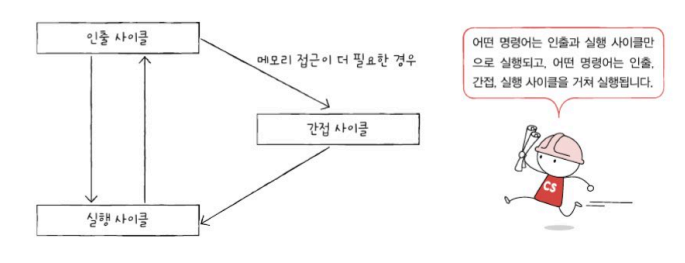 인출 사이클
메모리 접근이 더 필요한 경우
간접 사이클
실행 사이클
어떤 명령어는 인출과 실행 사이클만
으로 실행되고, 어떤 명령어는 인출,
간접, 실행 사이클을 거쳐 실행됩니다.
CS